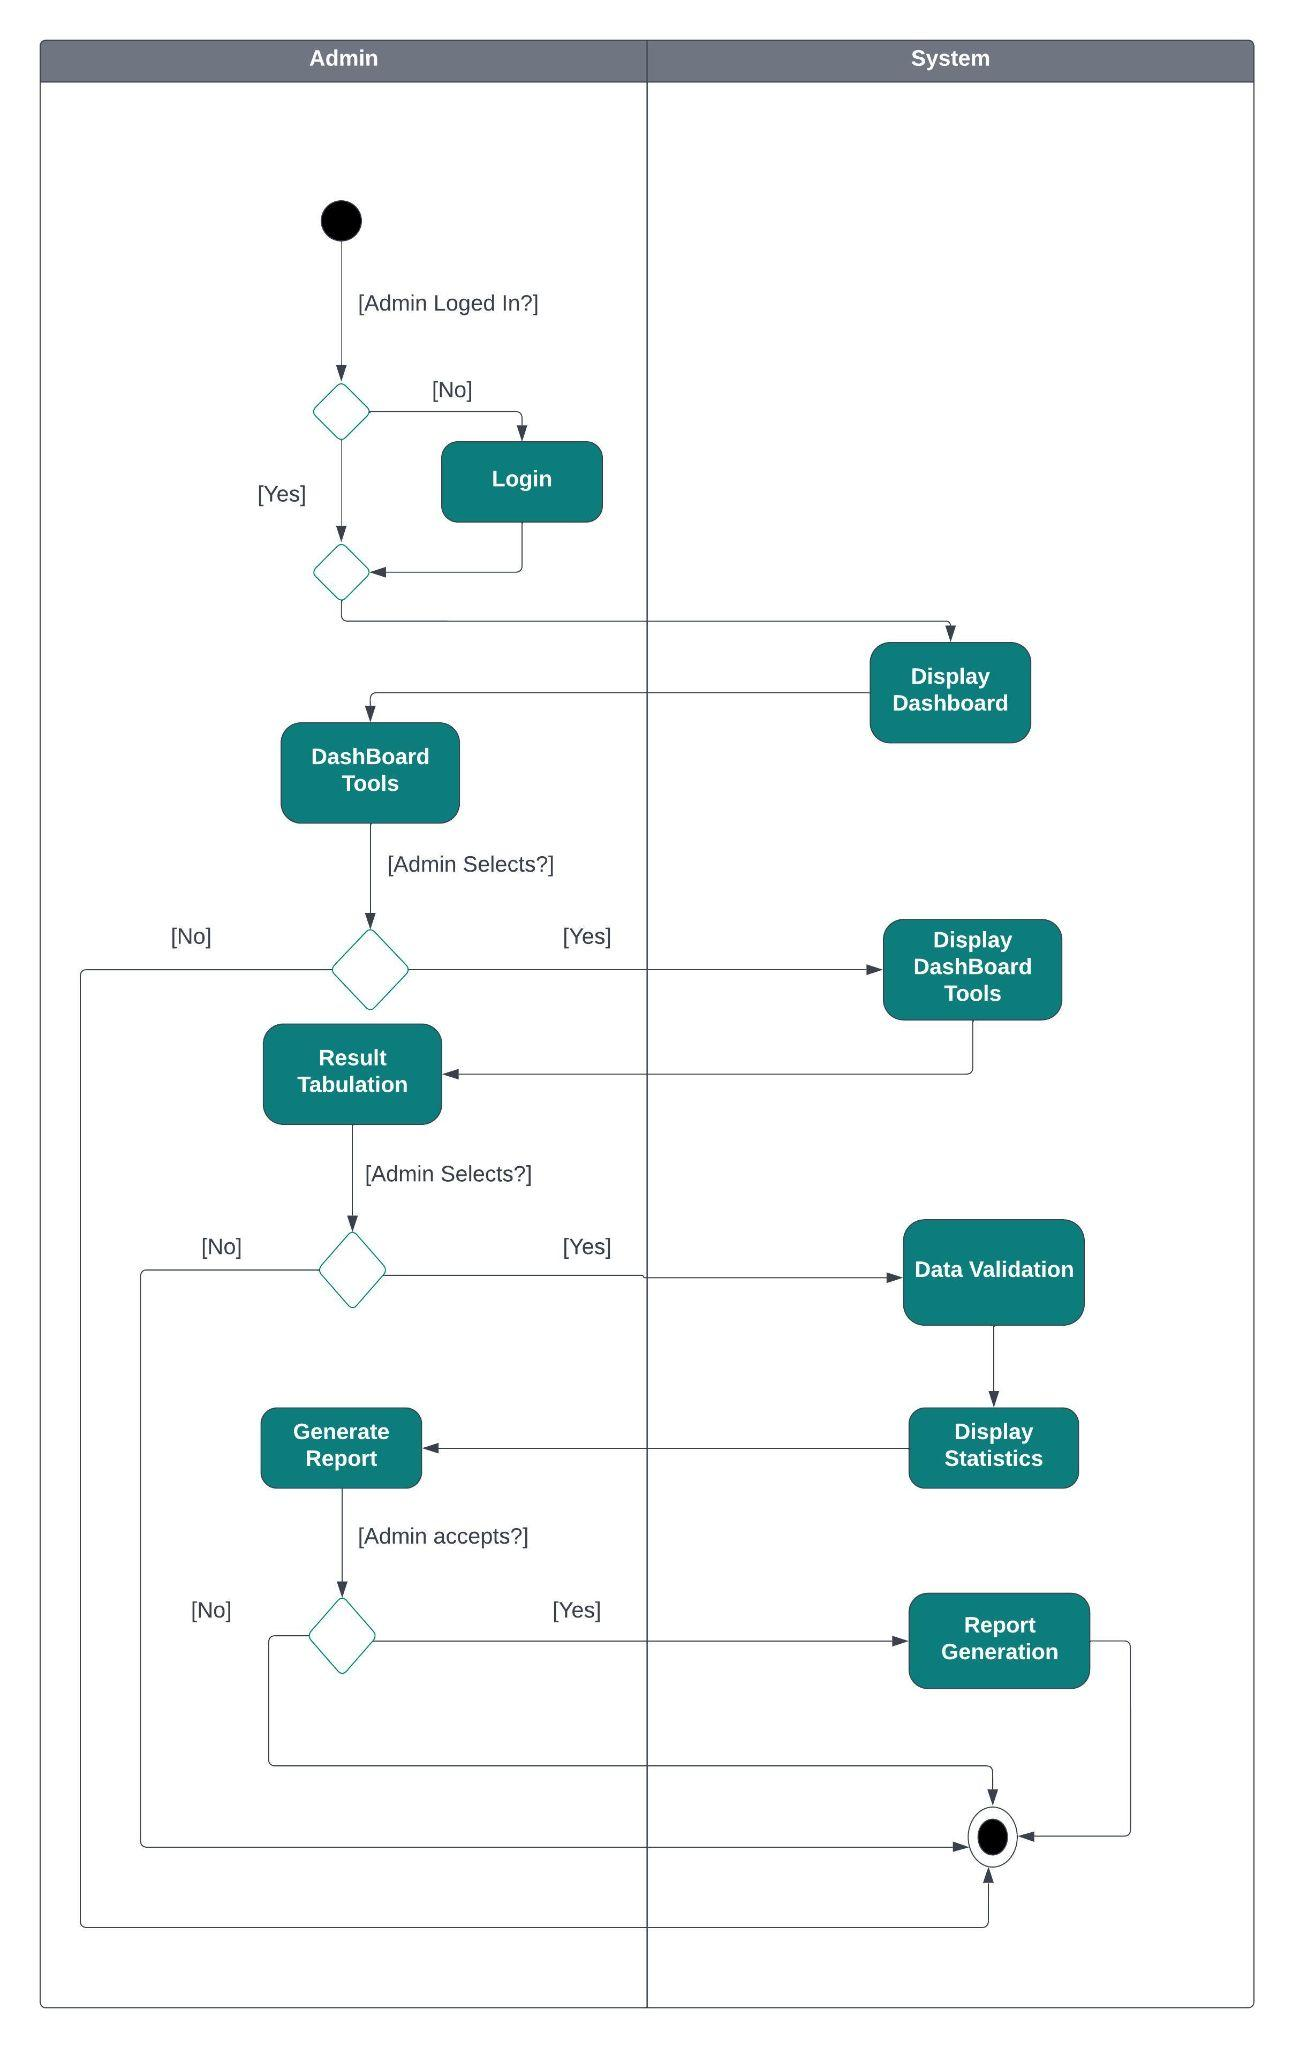 Admin
System
[Admin Loged In?]
[No]
Login
[Yes]
Display
Dashboard
DashBoard
Tools
[Admin Selects?]
[No]
[Yes]
Display
DashBoard
Tools
Result
Tabulation
[Admin Selects?]
[No]
[Yes]
Data Validation
Generate
Report
Display
Statistics
[Admin accepts?]
[No]
[Yes]
Report
Generation